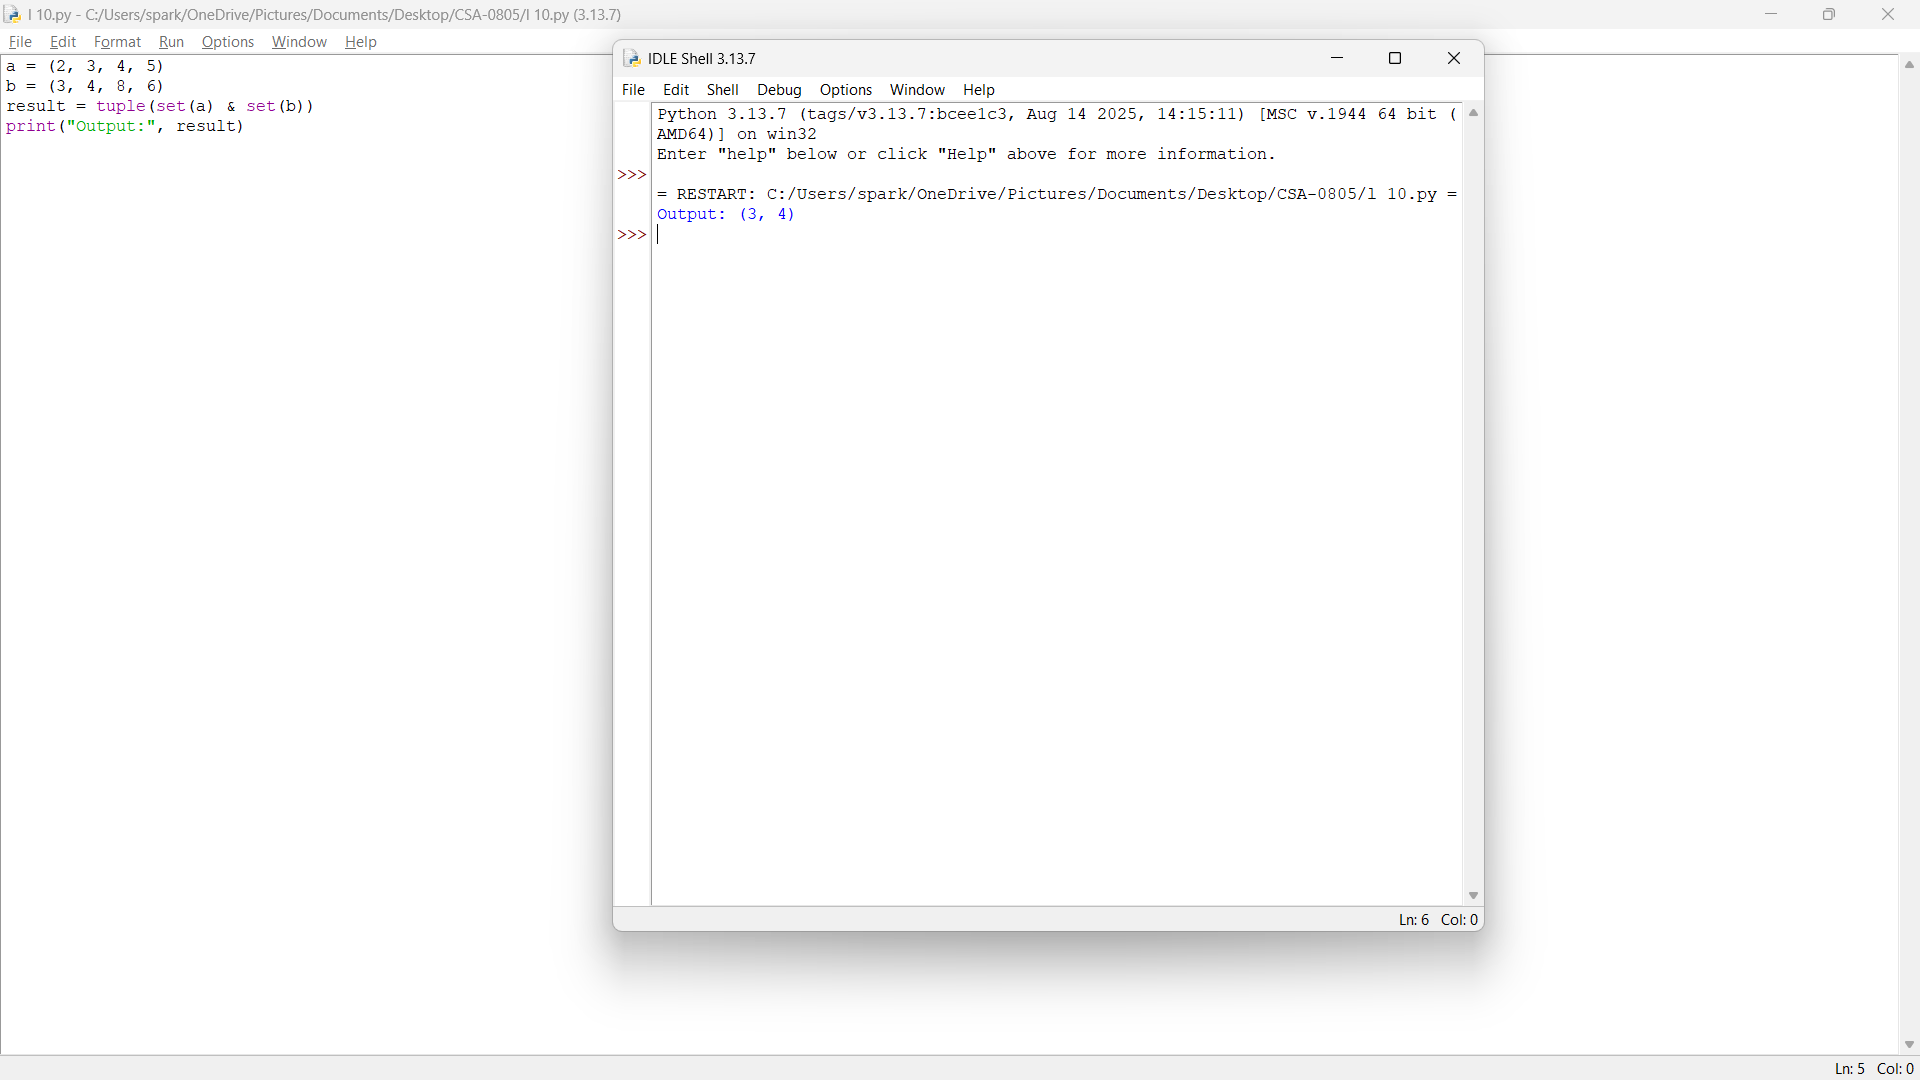 l 10.py - C:/Users/spark/OneDrive/Pictures/Documents/Desktop/CSA-0805/l 10.py (3.13.7)
File Edit Format Run Options Window Help
a = (2, 3, 4, 5)
b = (3, 4, 8, 6)
result = tuple(set(a) & set(b))
print("Output:", result)
IDLE Shell 3.13.7
File Edit Shell Debug Options Window Help
Python 3.13.7 (tags/v3.13.7:bcee1c3, Aug 14 2025, 14:15:11) [MSC v.1944 64 bit (
AMD64)] on win32
Enter "help" below or click "Help" above for more information.
>>>
= RESTART: C:/Users/spark/OneDrive/Pictures/Documents/Desktop/CSA-0805/l 10.py =
Output: (3, 4)
>>>
Ln: 6 Col: 0
Ln: 5 Col: 0